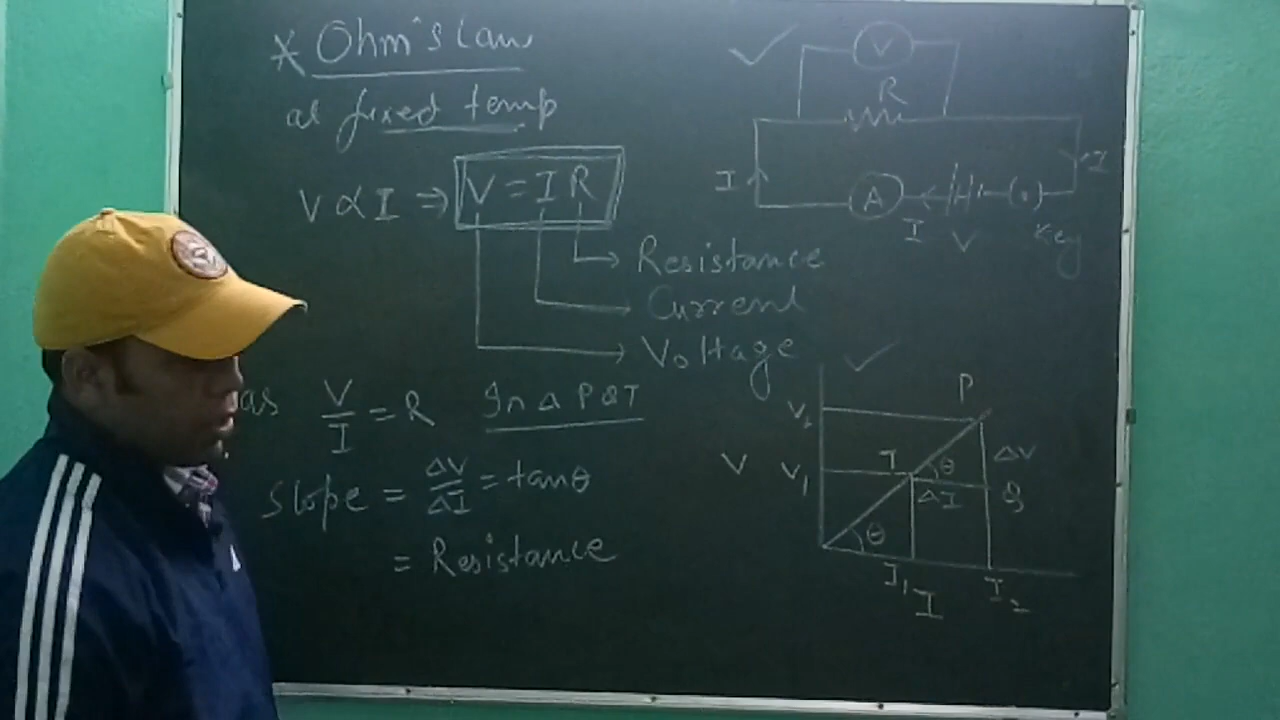 * Ohm's Law
at fixed temp
V ∝ I ⇒ V = I R
Resistance
Current
Voltage
as V/I = R In Δ PQT
Slope = ΔV/ΔI = tanθ
= Resistance
V
R
I
I
A
I
V
Key
P
V₂
ΔV
V
V₁
T
θ
ΔI
Q
θ
I₁
I
I₂